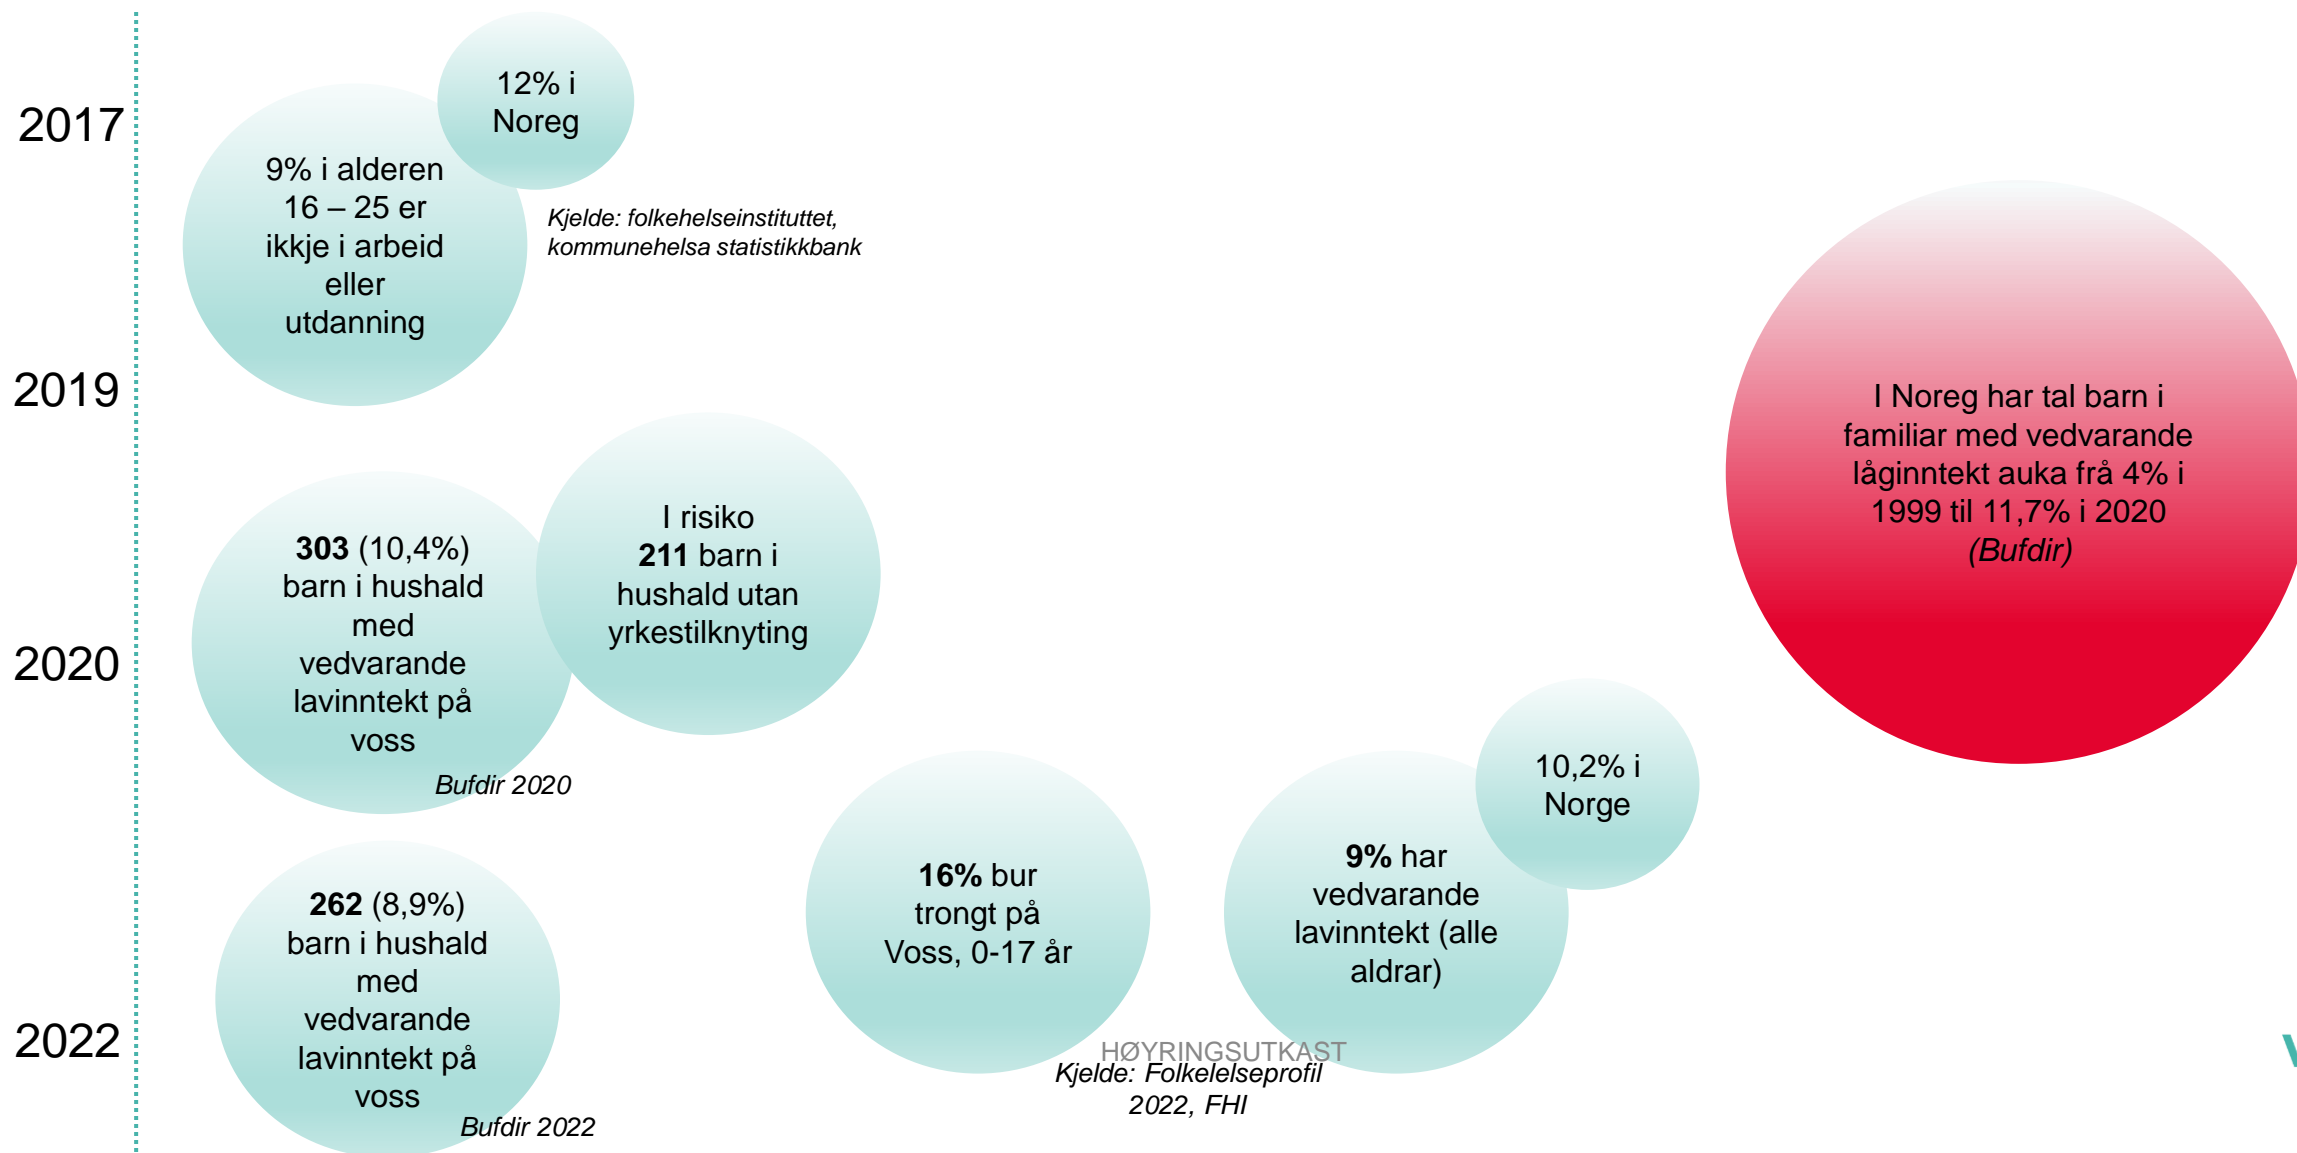 2017
12% i
Noreg
9% i alderen
16 – 25 er
ikkje i arbeid
eller
utdanning
Kjelde: folkehelseinstituttet,
kommunehelsa statistikkbank
2019
I Noreg har tal barn i
familiar med vedvarande
låginntekt auka frå 4% i
1999 til 11,7% i 2020
(Bufdir)
I risiko
211 barn i
hushald utan
yrkestilknyting
2020
303 (10,4%)
barn i hushald
med
vedvarande
lavinntekt på
voss
Bufdir 2020
10,2% i
Norge
16% bur
trongt på
Voss, 0-17 år
9% har
vedvarande
lavinntekt (alle
aldrar)
2022
262 (8,9%)
barn i hushald
med
vedvarande
lavinntekt på
voss
Bufdir 2022
HØYRINGSUTKAST
Kjelde: Folkelelseprofil
2022, FHI